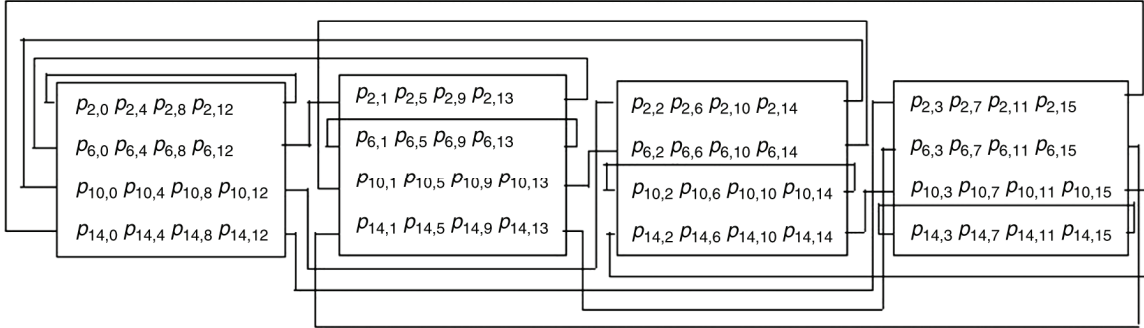 p2,0 p2,4 p2,8 p2,12
p6,0 p6,4 p6,8 p6,12
p10,0 p10,4 p10,8 p10,12
p14,0 p14,4 p14,8 p14,12
p2,1 p2,5 p2,9 p2,13
p6,1 p6,5 p6,9 p6,13
p10,1 p10,5 p10,9 p10,13
p14,1 p14,5 p14,9 p14,13
p2,2 p2,6 p2,10 p2,14
p6,2 p6,6 p6,10 p6,14
p10,2 p10,6 p10,10 p10,14
p14,2 p14,6 p14,10 p14,14
p2,3 p2,7 p2,11 p2,15
p6,3 p6,7 p6,11 p6,15
p10,3 p10,7 p10,11 p10,15
p14,3 p14,7 p14,11 p14,15